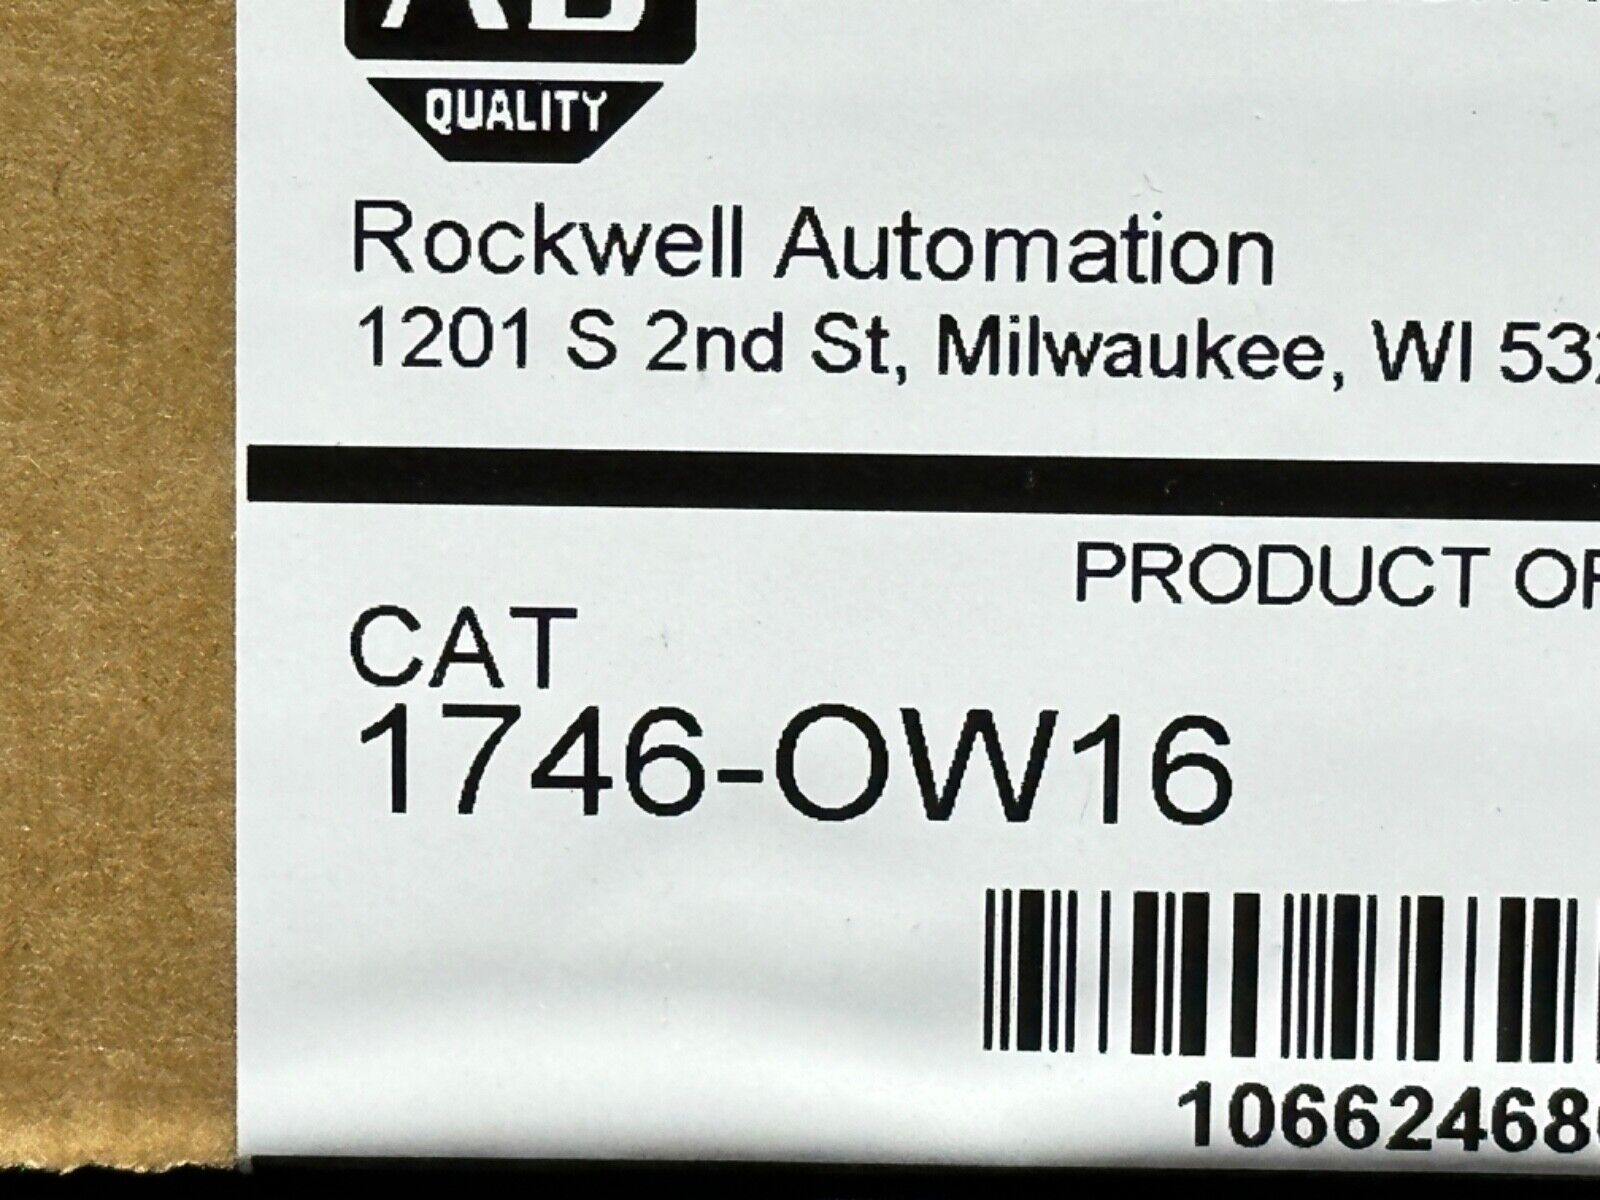 QUALITY
Rockwell Automation
1201 S 2nd St, Milwaukee, WI 53
PRODUCT OF
CAT
1746-OW16
10662468